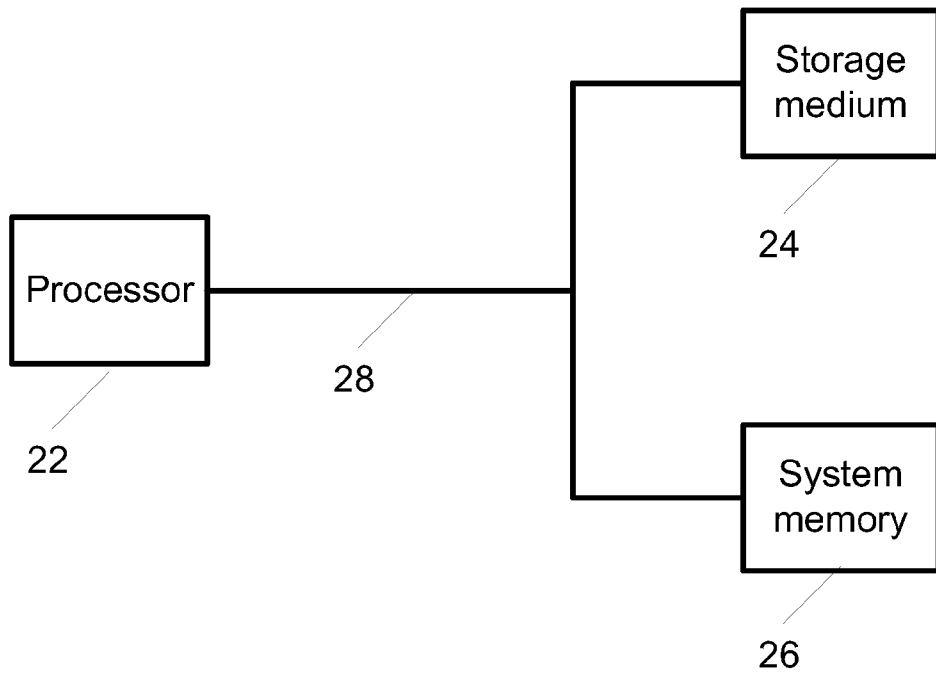 Storage
medium
24
Processor
28
22
System
memory
26